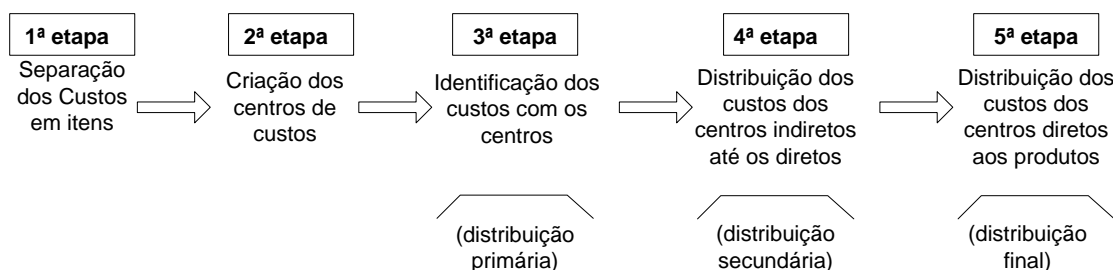 1ª etapa
Separação
dos Custos
em itens
2ª etapa
Criação dos
centros de
custos
3ª etapa
Identificação dos
custos com os
centros
(distribuição
primária)
4ª etapa
Distribuição dos
custos dos
centros indiretos
até os diretos
(distribuição
secundária)
5ª etapa
Distribuição dos
custos dos
centros diretos
aos produtos
(distribuição
final)